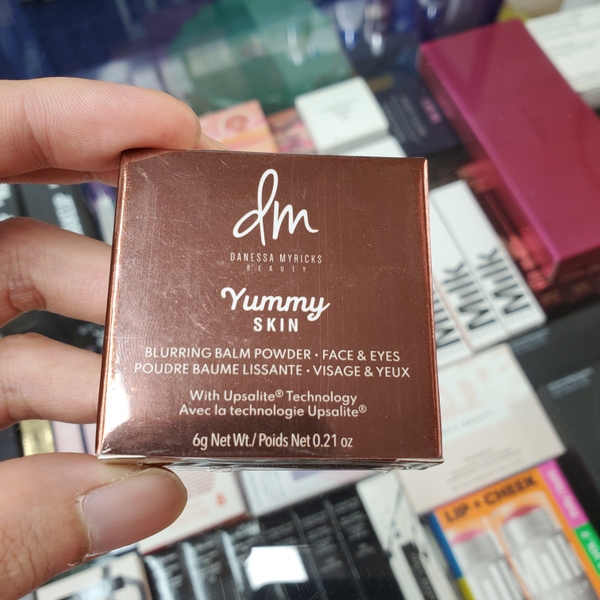 dm
DANESSA MYRICKS
BEAUTY
Yummy
SKIN
BLURRING BALM POWDER • FACE & EYES
POUDRE BAUME LISSANTE • VISAGE & YEUX
With Upsalite® Technology
Avec la technologie Upsalite®
6g Net Wt./Poids Net 0.21 oz
MILK
MILK
MILK
LIP + CHEEK